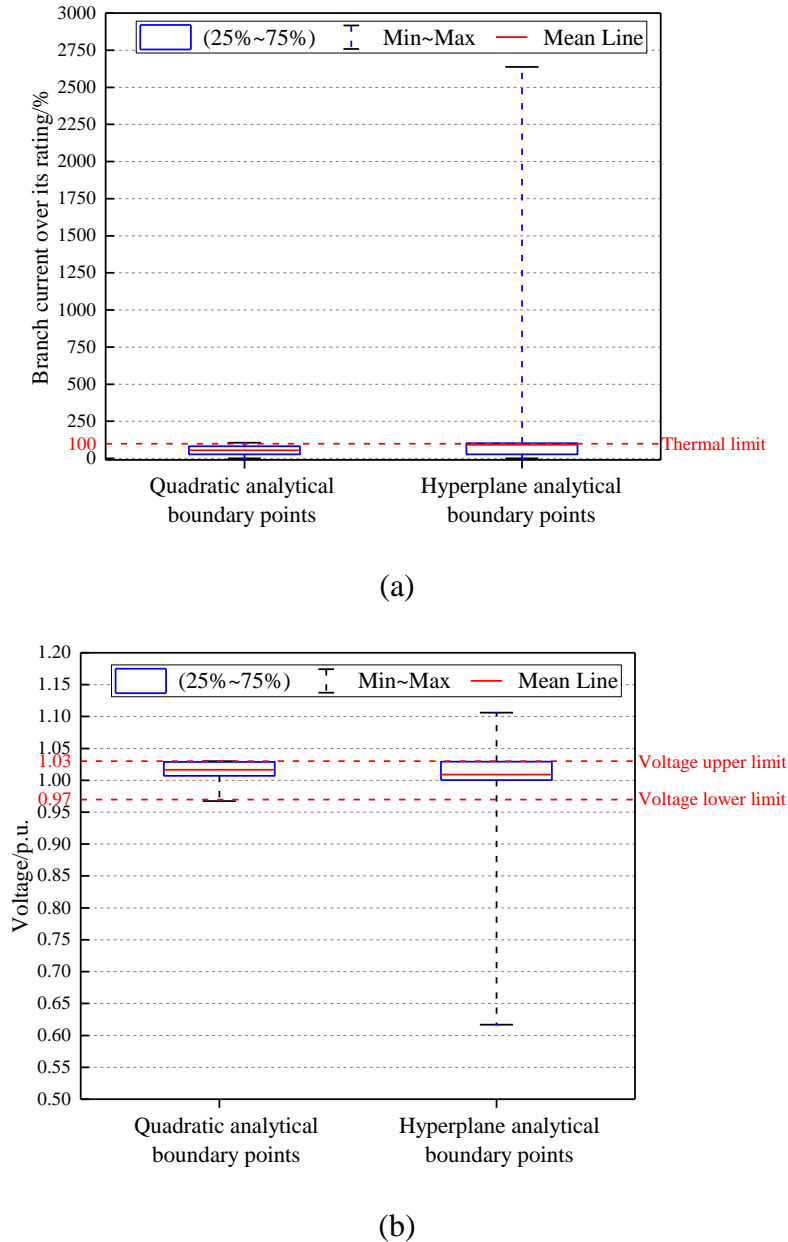 3000
2750
2500
2250
2000
1750
1500
1250
1000
750
500
250
100
0
Branch current over its rating/%
(25%~75%) Min~Max Mean Line
Thermal limit
Quadratic analytical
boundary points
Hyperplane analytical
boundary points
(a)
1.20
1.15
1.10
1.05
1.03
1.00
0.97
0.95
0.90
0.85
0.80
0.75
0.70
0.65
0.60
0.55
0.50
Voltage/p.u.
(25%~75%) Min~Max Mean Line
Voltage upper limit
Voltage lower limit
Quadratic analytical
boundary points
Hyperplane analytical
boundary points
(b)